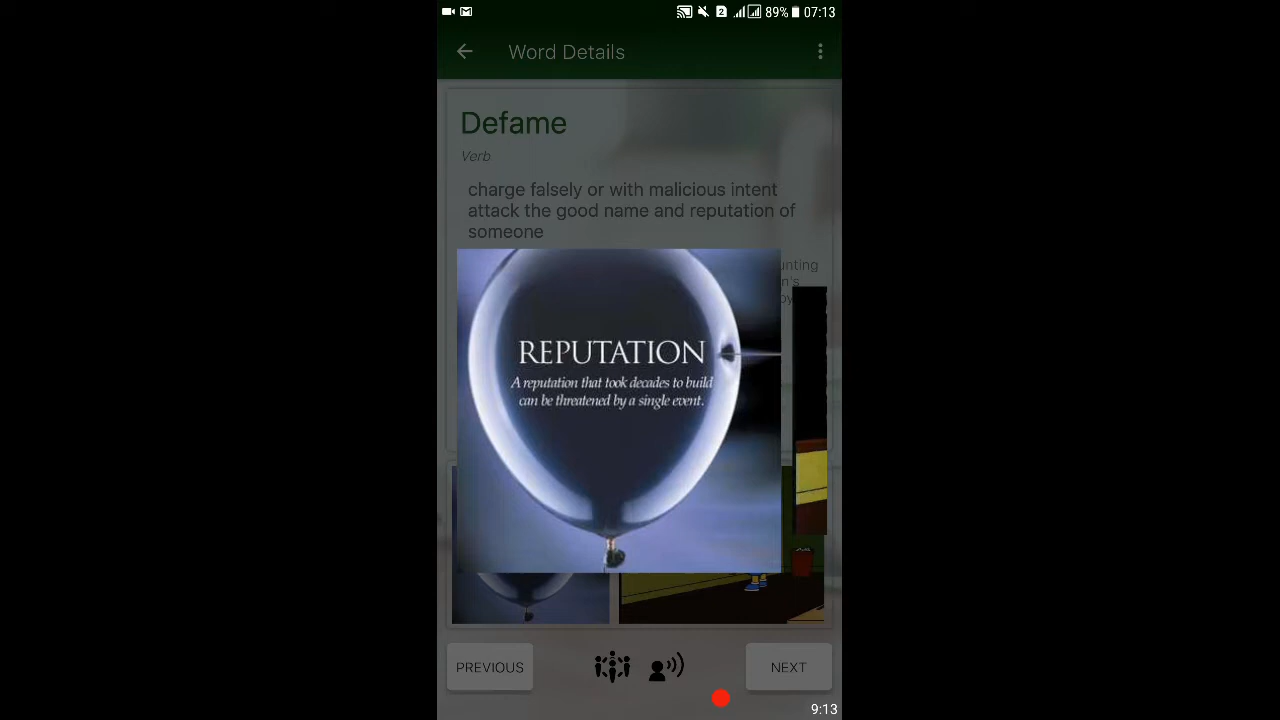 2 89% 07:13
Word Details
Defame
Verb
charge falsely or with malicious intent
attack the good name and reputation of
someone
REPUTATION
A reputation that took decades to build
can be threatened by a single event.
PREVIOUS
NEXT
9:13